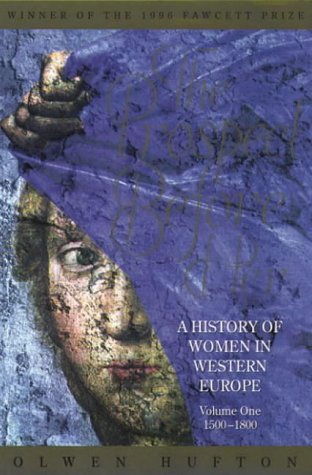 WINNER OF THE 1996 FAWCETT PRIZE
The
Prospect
Before
Her
A HISTORY OF
WOMEN IN
WESTERN
EUROPE
Volume One
1500–1800
OLWEN HUFTON